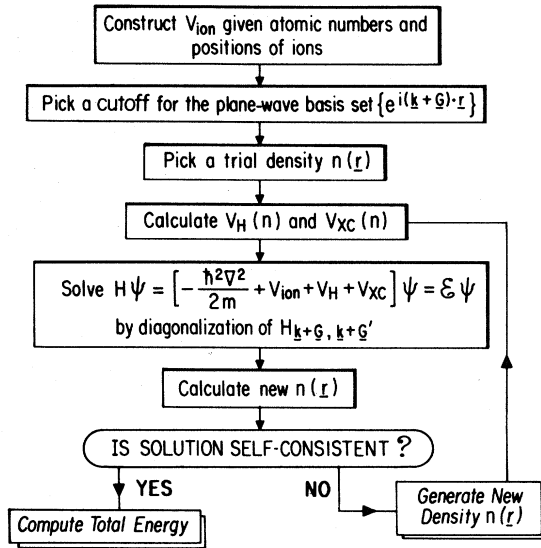 Construct V_ion given atomic numbers and
positions of ions
Pick a cutoff for the plane-wave basis set {e^{i(k+G)·r}}
Pick a trial density n(r)
Calculate V_H(n) and V_XC(n)
Solve Hψ = [-ħ²∇²/2m + V_ion + V_H + V_XC]ψ = ℰψ
by diagonalization of H_{k+G, k+G′}
Calculate new n(r)
IS SOLUTION SELF-CONSISTENT?
YES
NO
Compute Total Energy
Generate New
Density n(r)